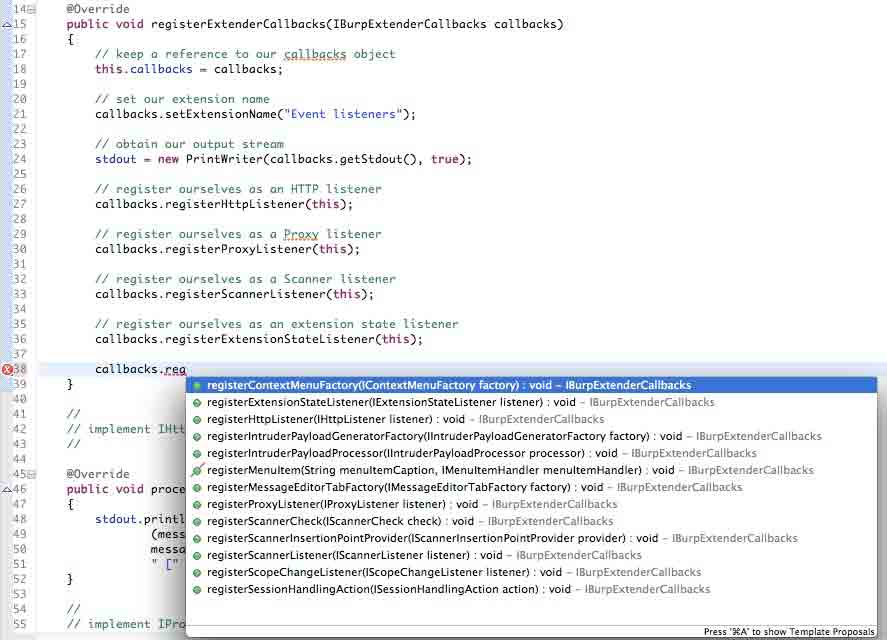 14 @Override
15 public void registerExtenderCallbacks(IBurpExtenderCallbacks callbacks)
16 {
17 // keep a reference to our callbacks object
18 this.callbacks = callbacks;
19
20 // set our extension name
21 callbacks.setExtensionName("Event listeners");
22
23 // obtain our output stream
24 stdout = new PrintWriter(callbacks.getStdout(), true);
25
26 // register ourselves as an HTTP listener
27 callbacks.registerHttpListener(this);
28
29 // register ourselves as a Proxy listener
30 callbacks.registerProxyListener(this);
31
32 // register ourselves as a Scanner listener
33 callbacks.registerScannerListener(this);
34
35 // register ourselves as an extension state listener
36 callbacks.registerExtensionStateListener(this);
37
38 callbacks.reg
registerContextMenuFactory(IContextMenuFactory factory) : void - IBurpExtenderCallbacks
registerExtensionStateListener(IExtensionStateListener listener) : void - IBurpExtenderCallbacks
registerHttpListener(IHttpListener listener) : void - IBurpExtenderCallbacks
registerIntruderPayloadGeneratorFactory(IIntruderPayloadGeneratorFactory factory) : void - IBurpExtenderCallbacks
registerIntruderPayloadProcessor(IIntruderPayloadProcessor processor) : void - IBurpExtenderCallbacks
registerMenuItem(String menuItemCaption, IMenuItemHandler menuItemHandler) : void - IBurpExtenderCallbacks
registerMessageEditorTabFactory(IMessageEditorTabFactory factory) : void - IBurpExtenderCallbacks
registerProxyListener(IProxyListener listener) : void - IBurpExtenderCallbacks
registerScannerCheck(IScannerCheck check) : void - IBurpExtenderCallbacks
registerScannerInsertionPointProvider(IScannerInsertionPointProvider provider) : void - IBurpExtenderCallbacks
registerScannerListener(IScannerListener listener) : void - IBurpExtenderCallbacks
registerScopeChangeListener(IScopeChangeListener listener) : void - IBurpExtenderCallbacks
registerSessionHandlingAction(ISessionHandlingAction action) : void - IBurpExtenderCallbacks
Press '⌘A' to show Template Proposals
39 }
40
41 //
42 // implement IHtt
43 //
44
45 @Override
46 public void proce
47 {
48 stdout.printl
49 (mess
50 messa
51 " ["
52 }
53
54 //
55 // implement IPro